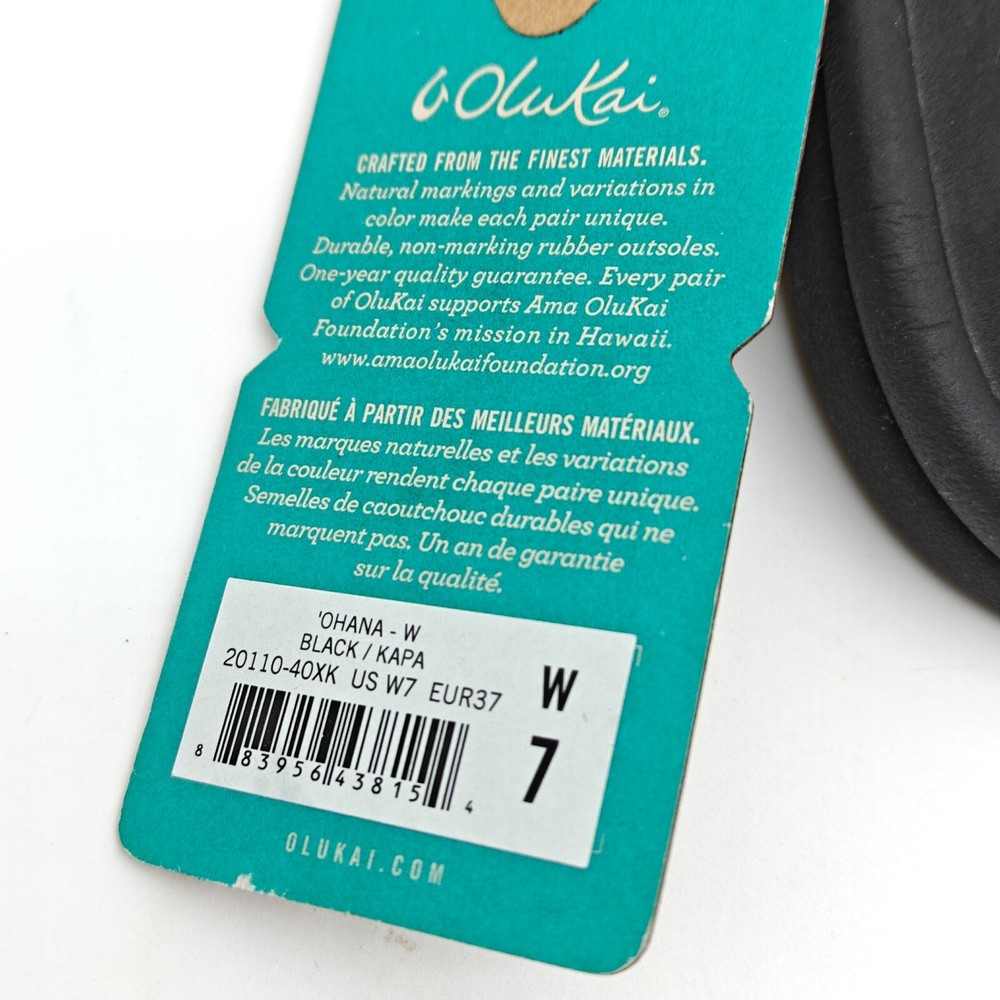 OluKai®
CRAFTED FROM THE FINEST MATERIALS.
Natural markings and variations in
color make each pair unique.
Durable, non-marking rubber outsoles.
One-year quality guarantee. Every pair
of OluKai supports Ama OluKai
Foundation's mission in Hawaii.
www.amaolukaifoundation.org
FABRIQUÉ À PARTIR DES MEILLEURS MATÉRIAUX.
Les marques naturelles et les variations
de la couleur rendent chaque paire unique.
Semelles de caoutchouc durables qui ne
marquent pas. Un an de garantie
sur la qualité.
'OHANA - W
BLACK / KAPA
20110-40XK US W7 EUR37
W
7
8 83956 43815 4
OLUKAI.COM